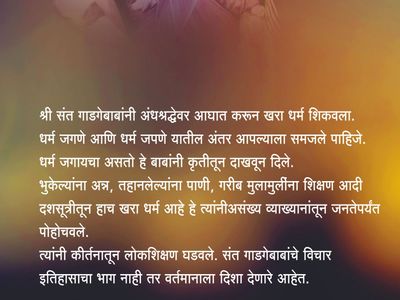 श्री संत गाडगेबाबांनी अंधश्रद्धेवर आघात करून खरा धर्म शिकवला.
धर्म जगणे आणि धर्म जपणे यातील अंतर आपल्याला समजले पाहिजे.
धर्म जगायचा असतो हे बाबांनी कृतीतून दाखवून दिले.
भुकेल्यांना अन्न, तहानलेल्यांना पाणी, गरीब मुलामुलींना शिक्षण आदी
दशसूत्रीतून हाच खरा धर्म आहे हे त्यांनीअसंख्य व्याख्यानांतून जनतेपर्यंत
पोहोचवले.
त्यांनी कीर्तनातून लोकशिक्षण घडवले. संत गाडगेबाबांचे विचार
इतिहासाचा भाग नाही तर वर्तमानाला दिशा देणारे आहेत.